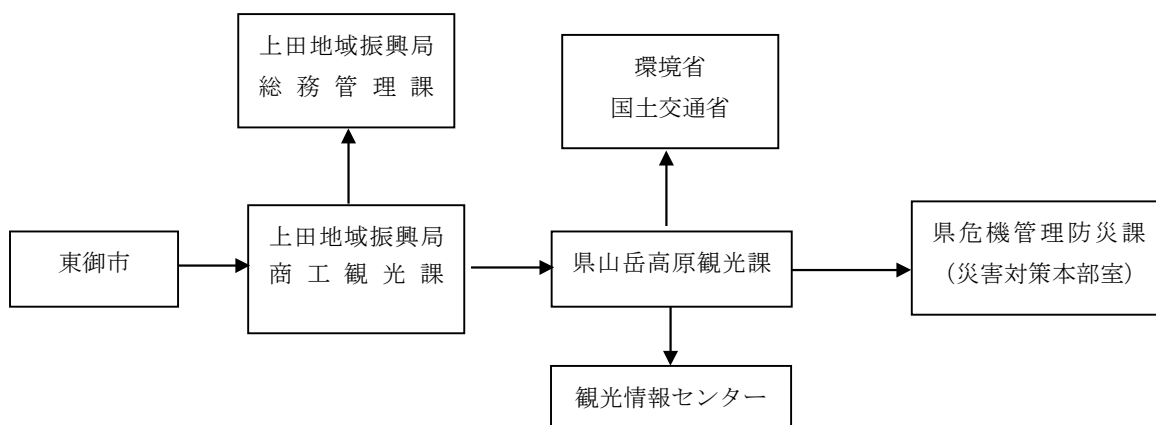 上田地域振興局
総務管理課
環境省
国土交通省
東御市
上田地域振興局
商工観光課
県山岳高原観光課
県危機管理防災課
（災害対策本部室）
観光情報センター